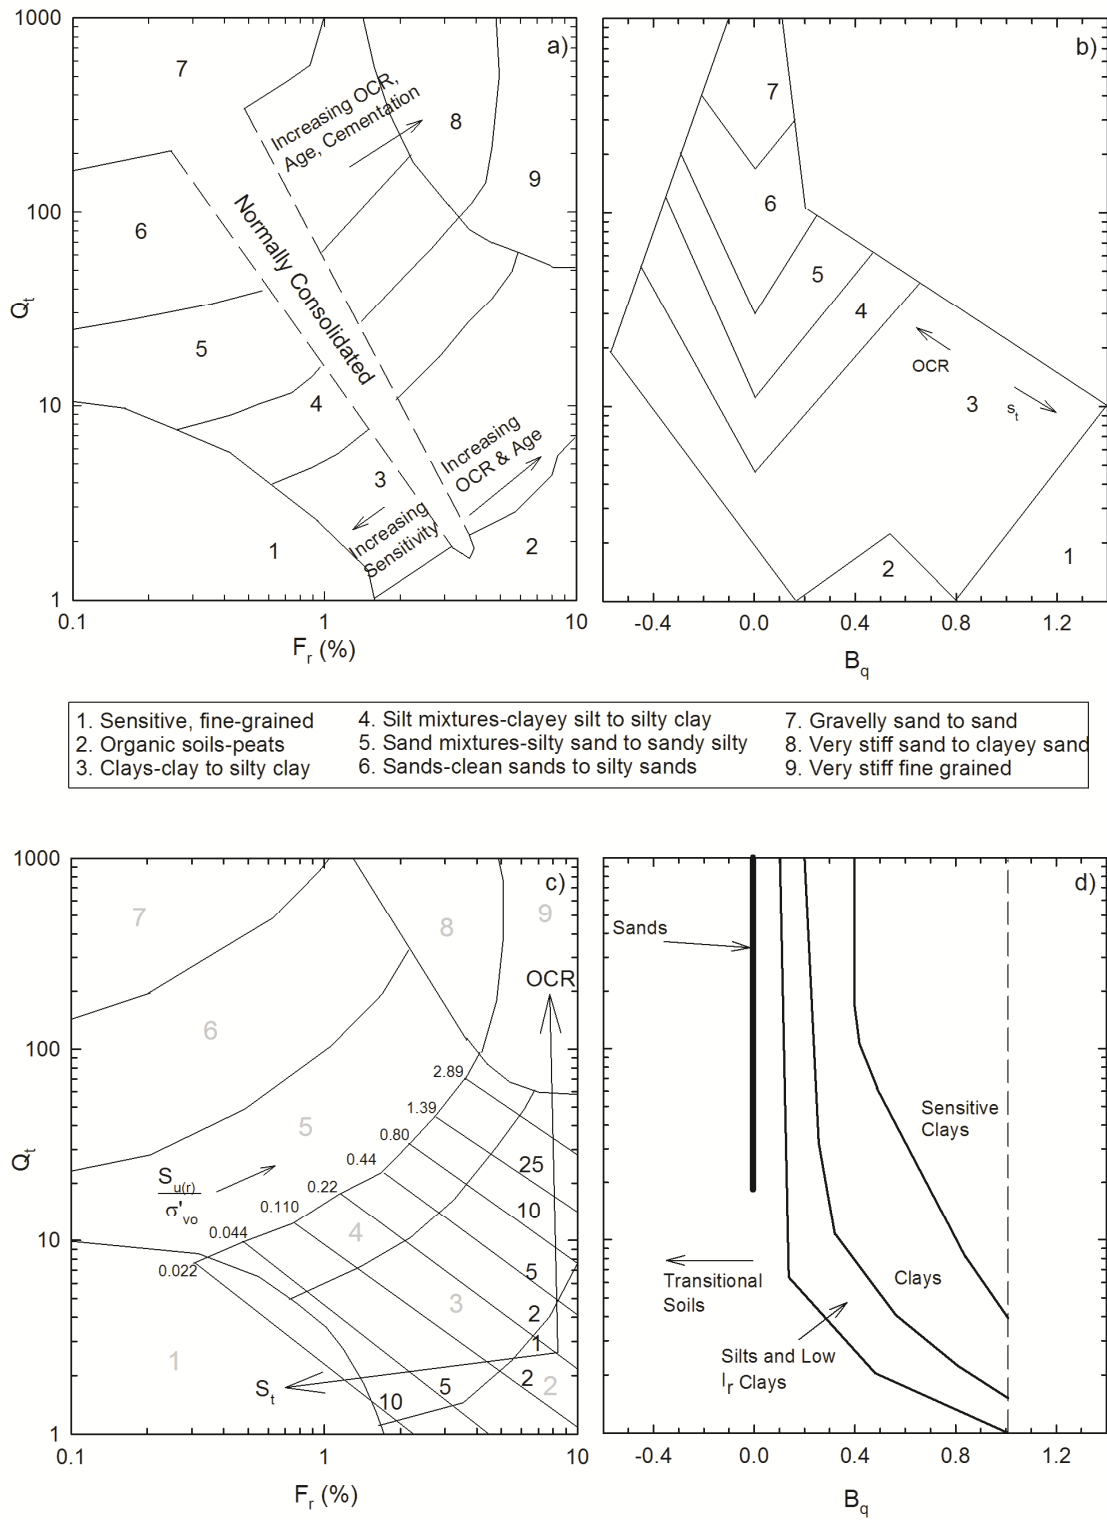 1000
100
10
1
Q_t
a)
7
8
9
6
5
4
3
1
2
Increasing OCR,
Age, Cementation
Normally Consolidated
Increasing
OCR & Age
Increasing
Sensitivity
0.1
1
10
F_r (%)
b)
7
6
5
4
3
2
1
OCR
s_t
-0.4
0.0
0.4
0.8
1.2
B_q
1. Sensitive, fine-grained
2. Organic soils-peats
3. Clays-clay to silty clay
4. Silt mixtures-clayey silt to silty clay
5. Sand mixtures-silty sand to sandy silty
6. Sands-clean sands to silty sands
7. Gravelly sand to sand
8. Very stiff sand to clayey sand
9. Very stiff fine grained
1000
100
10
1
Q_t
c)
7
8
9
6
5
4
3
1
2
OCR
2.89
1.39
0.80
0.44
0.22
0.110
0.044
0.022
S_u(r)
σ'_vo
25
10
5
2
1
2
5
10
S_t
0.1
1
10
F_r (%)
d)
Sands
Sensitive
Clays
Clays
Transitional
Soils
Silts and Low
I_r Clays
-0.4
0.0
0.4
0.8
1.2
B_q